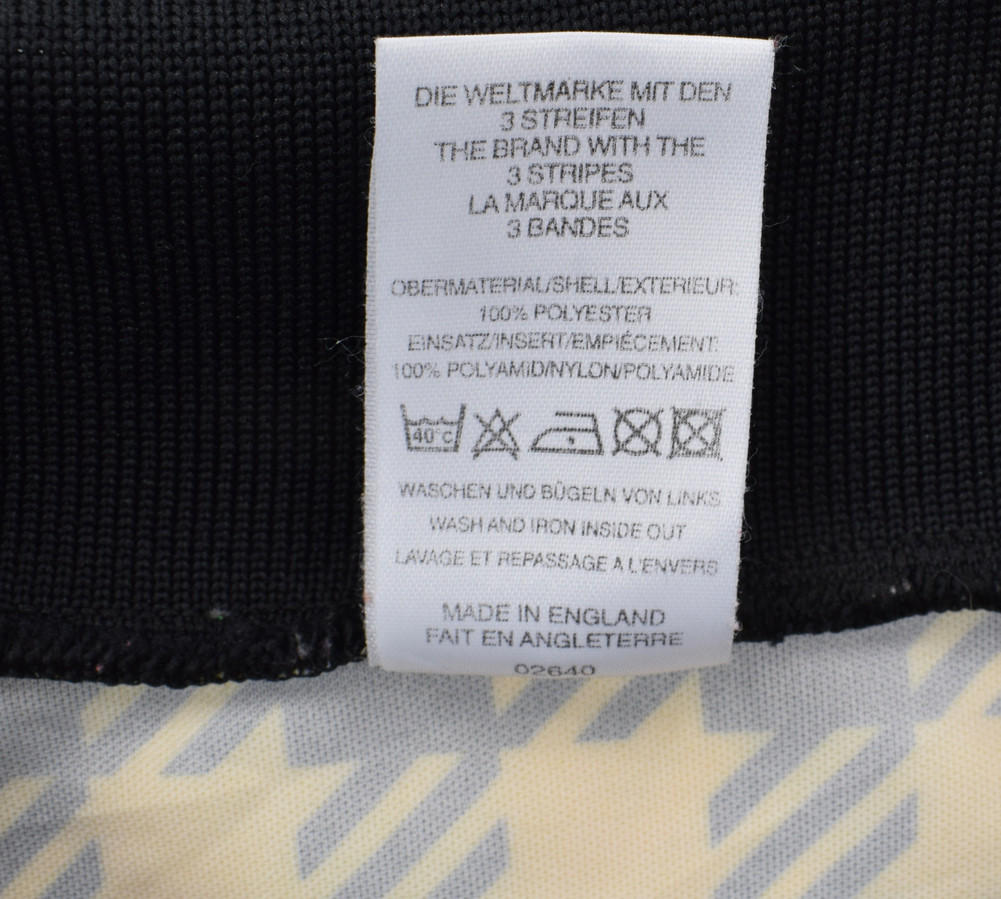 DIE WELTMARKE MIT DEN
3 STREIFEN
THE BRAND WITH THE
3 STRIPES
LA MARQUE AUX
3 BANDES
OBERMATERIAL/SHELL/EXTERIEUR:
100% POLYESTER
EINSATZ/INSERT/EMPIÉCEMENT:
100% POLYAMID/NYLON/POLYAMIDE
40°C
WASCHEN UND BÜGELN VON LINKS
WASH AND IRON INSIDE OUT
LAVAGE ET REPASSAGE A L'ENVERS
MADE IN ENGLAND
FAIT EN ANGLETERRE
02640